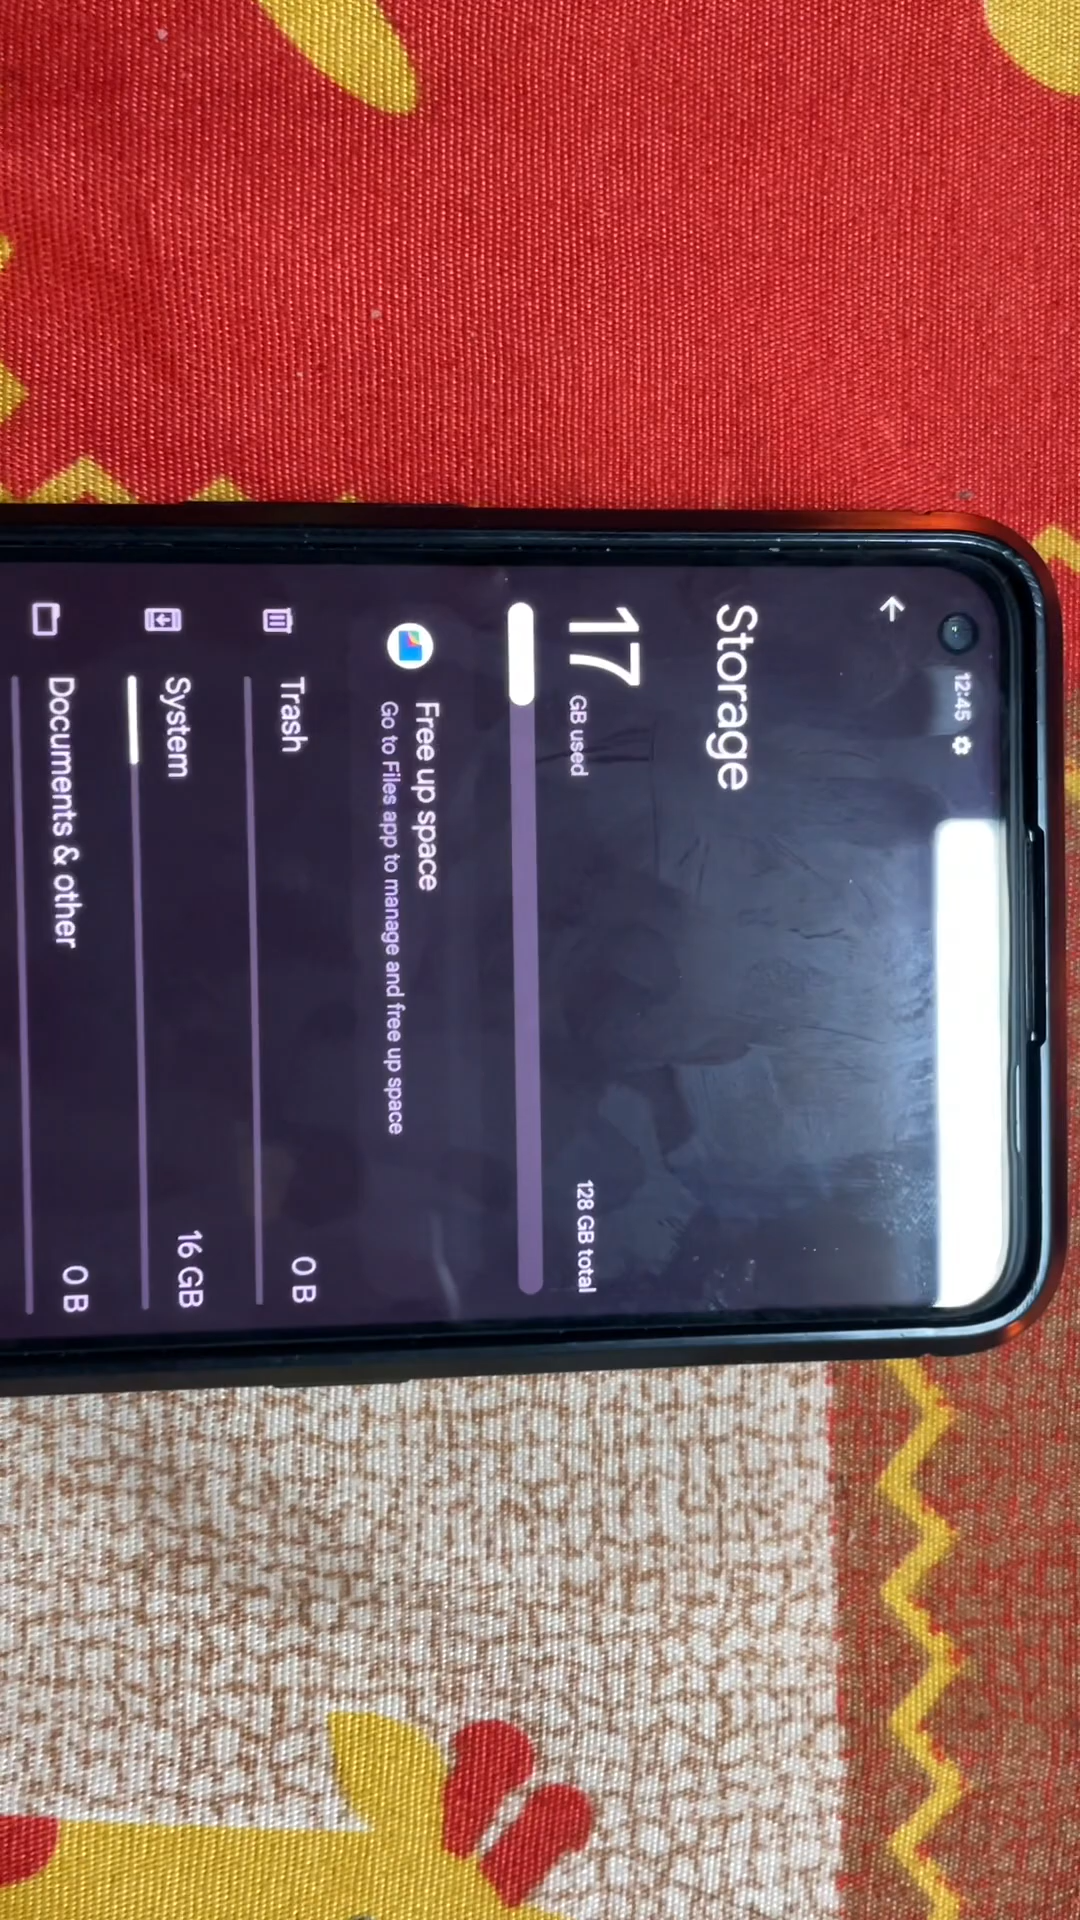 12:45
Storage
17 GB used
128 GB total
Free up space
Go to Files app to manage and free up space
Trash
0 B
System
16 GB
Documents & other
0 B